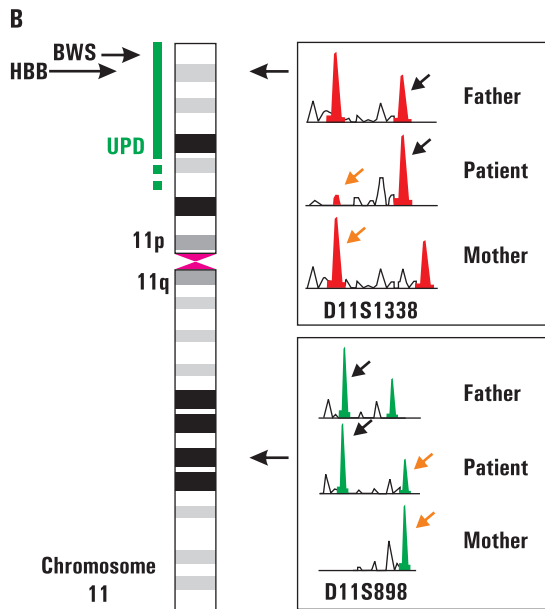 B
BWS
HBB
UPD
11p
11q
Chromosome
11
Father
Patient
Mother
D11S1338
Father
Patient
Mother
D11S898